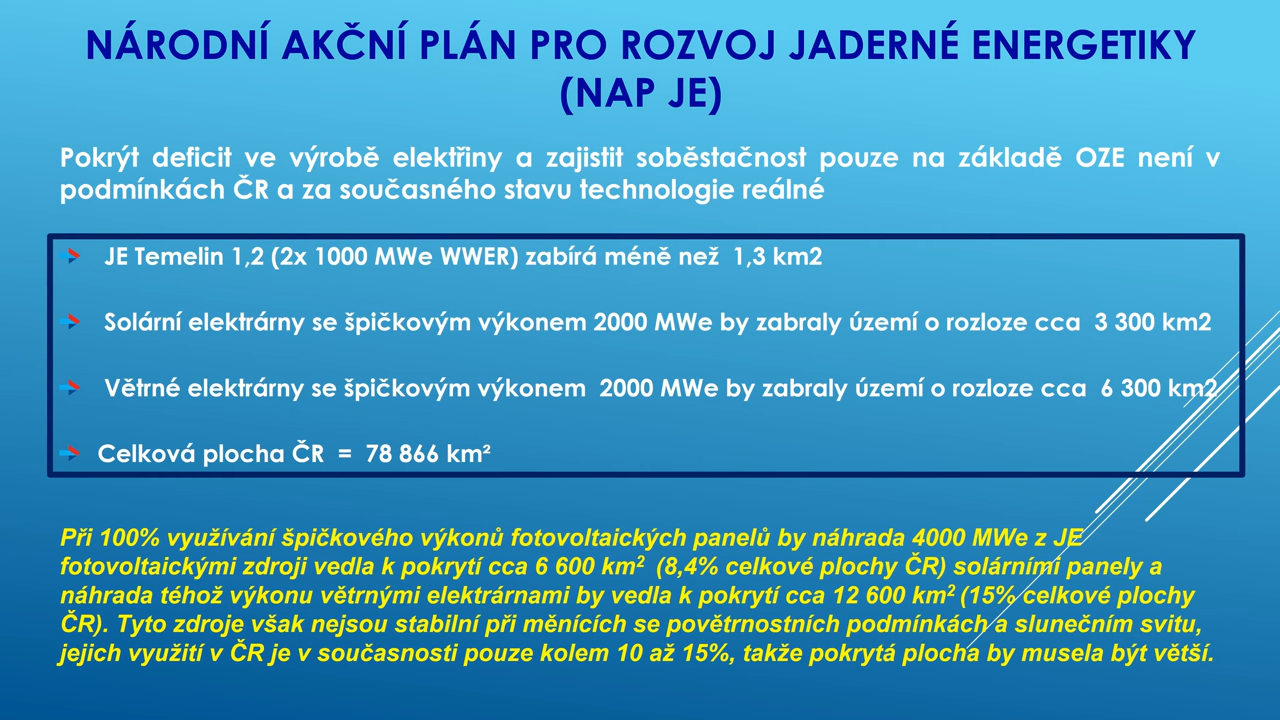 NÁRODNÍ AKČNÍ PLÁN PRO ROZVOJ JADERNÉ ENERGETIKY
(NAP JE)
Pokrýt deficit ve výrobě elektřiny a zajistit soběstačnost pouze na základě OZE není v
podmínkách ČR a za současného stavu technologie reálné
JE Temelin 1,2 (2x 1000 MWe WWER) zabírá méně než 1,3 km2
Solární elektrárny se špičkovým výkonem 2000 MWe by zabraly území o rozloze cca 3 300 km2
Větrné elektrárny se špičkovým výkonem 2000 MWe by zabraly území o rozloze cca 6 300 km2
Celková plocha ČR = 78 866 km²
Při 100% využívání špičkového výkonů fotovoltaických panelů by náhrada 4000 MWe z JE
fotovoltaickými zdroji vedla k pokrytí cca 6 600 km² (8,4% celkové plochy ČR) solárními panely a
náhrada téhož výkonu větrnými elektrárnami by vedla k pokrytí cca 12 600 km² (15% celkové plochy
ČR). Tyto zdroje však nejsou stabilní při měnících se povětrnostních podmínkách a slunečním svitu,
jejich využití v ČR je v současnosti pouze kolem 10 až 15%, takže pokrytá plocha by musela být větší.